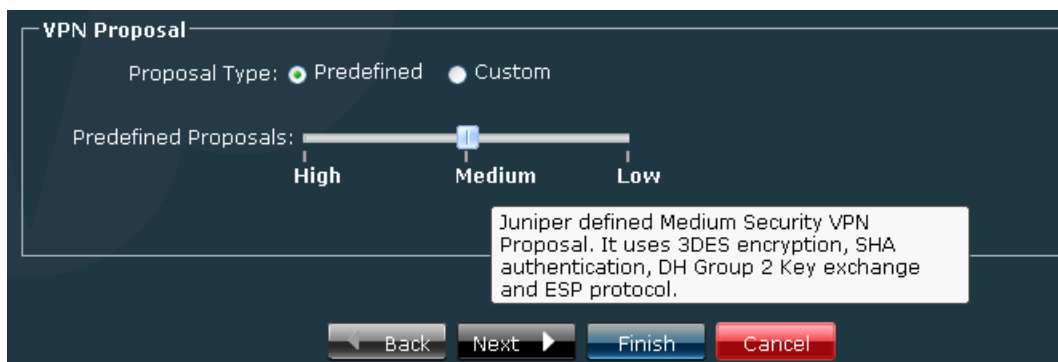 VPN Proposal
Proposal Type: Predefined Custom
Predefined Proposals:
High Medium Low
Juniper defined Medium Security VPN
Proposal. It uses 3DES encryption, SHA
authentication, DH Group 2 Key exchange
and ESP protocol.
Back Next Finish Cancel